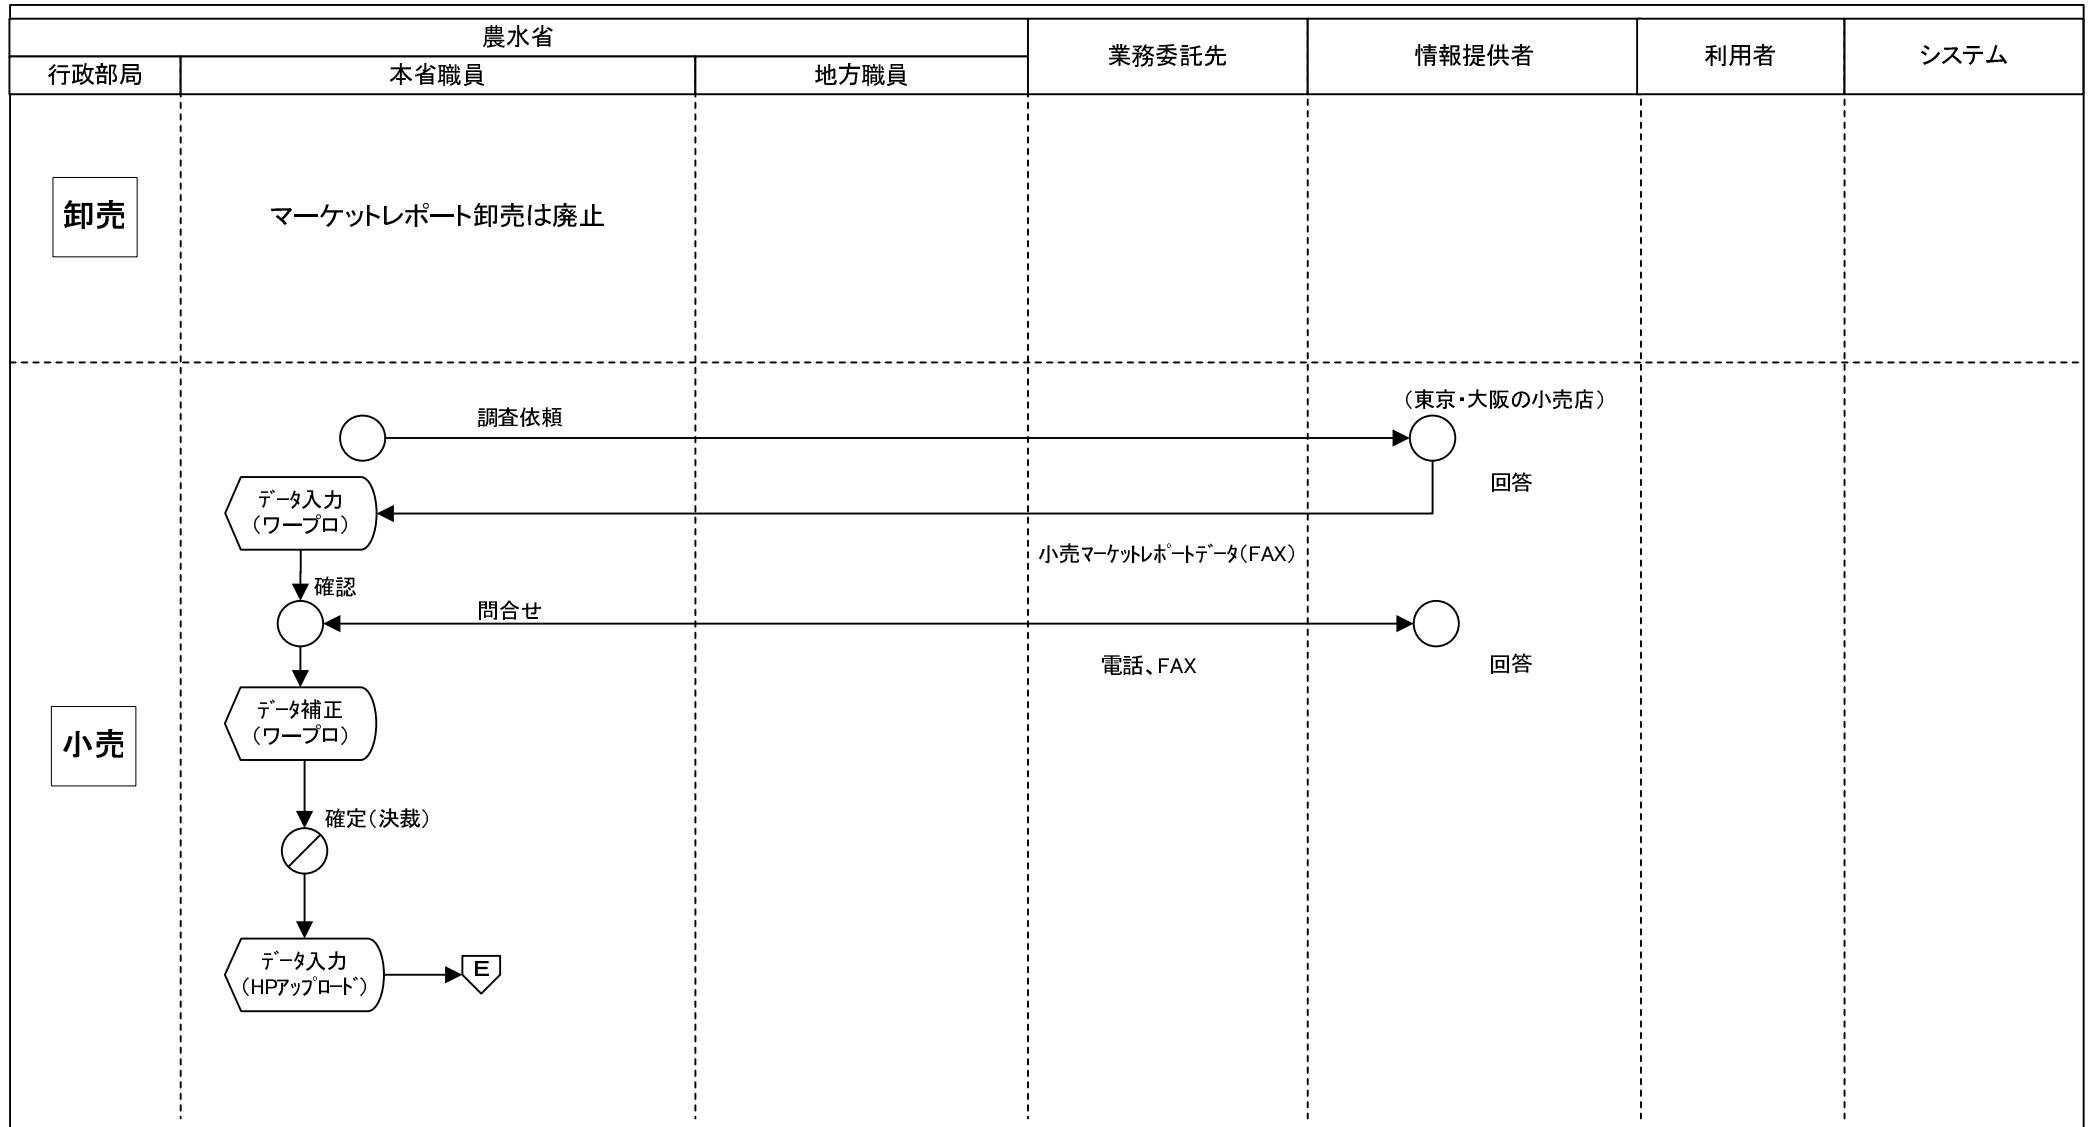 農水省
行政部局
本省職員
地方職員
業務委託先
情報提供者
利用者
システム
卸売
マーケットレポート卸売は廃止
小売
調査依頼
（東京・大阪の小売店）
回答
ﾃﾞｰﾀ入力
（ワープロ）
小売ﾏｰｹｯﾄﾚﾎﾟｰﾄﾃﾞｰﾀ（FAX）
確認
問合せ
電話、FAX
回答
ﾃﾞｰﾀ補正
（ワープロ）
確定（決裁）
ﾃﾞｰﾀ入力
（HPｱｯﾌﾟﾛｰﾄﾞ）
E